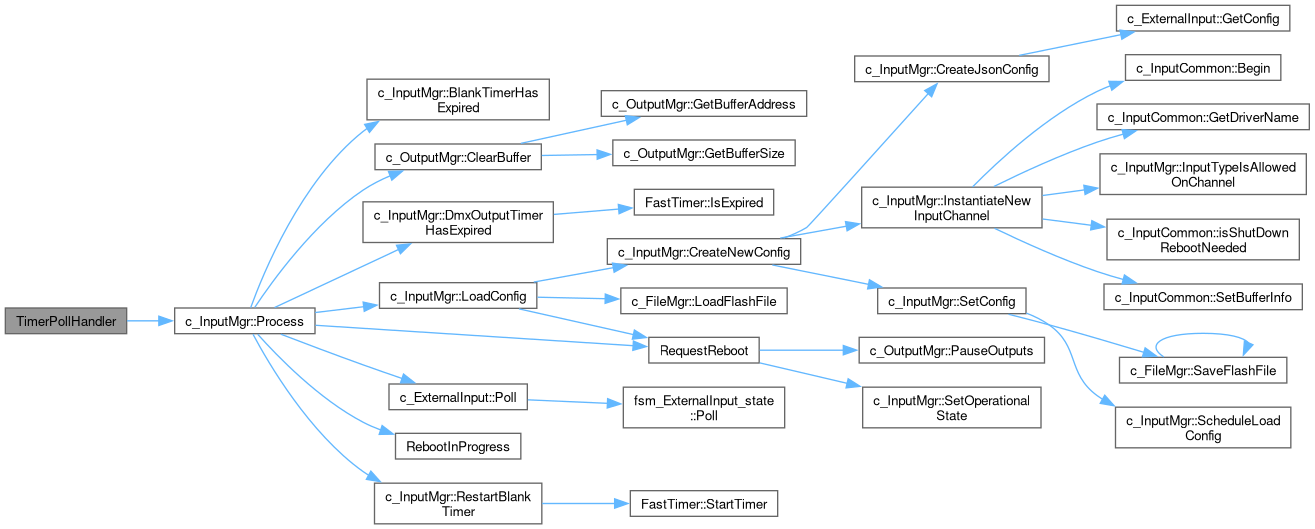 TimerPollHandler
c_InputMgr::Process
c_InputMgr::BlankTimerHas
Expired
c_OutputMgr::ClearBuffer
c_OutputMgr::GetBufferAddress
c_OutputMgr::GetBufferSize
c_InputMgr::DmxOutputTimer
HasExpired
FastTimer::IsExpired
c_InputMgr::LoadConfig
c_InputMgr::CreateNewConfig
c_InputMgr::CreateJsonConfig
c_ExternalInput::GetConfig
c_InputMgr::InstantiateNew
InputChannel
c_InputCommon::Begin
c_InputCommon::GetDriverName
c_InputMgr::InputTypeIsAllowed
OnChannel
c_InputCommon::isShutDown
RebootNeeded
c_InputCommon::SetBufferInfo
c_InputMgr::SetConfig
c_FileMgr::SaveFlashFile
c_InputMgr::ScheduleLoad
Config
c_FileMgr::LoadFlashFile
RequestReboot
c_OutputMgr::PauseOutputs
c_InputMgr::SetOperational
State
c_ExternalInput::Poll
fsm_ExternalInput_state
::Poll
RebootInProgress
c_InputMgr::RestartBlank
Timer
FastTimer::StartTimer